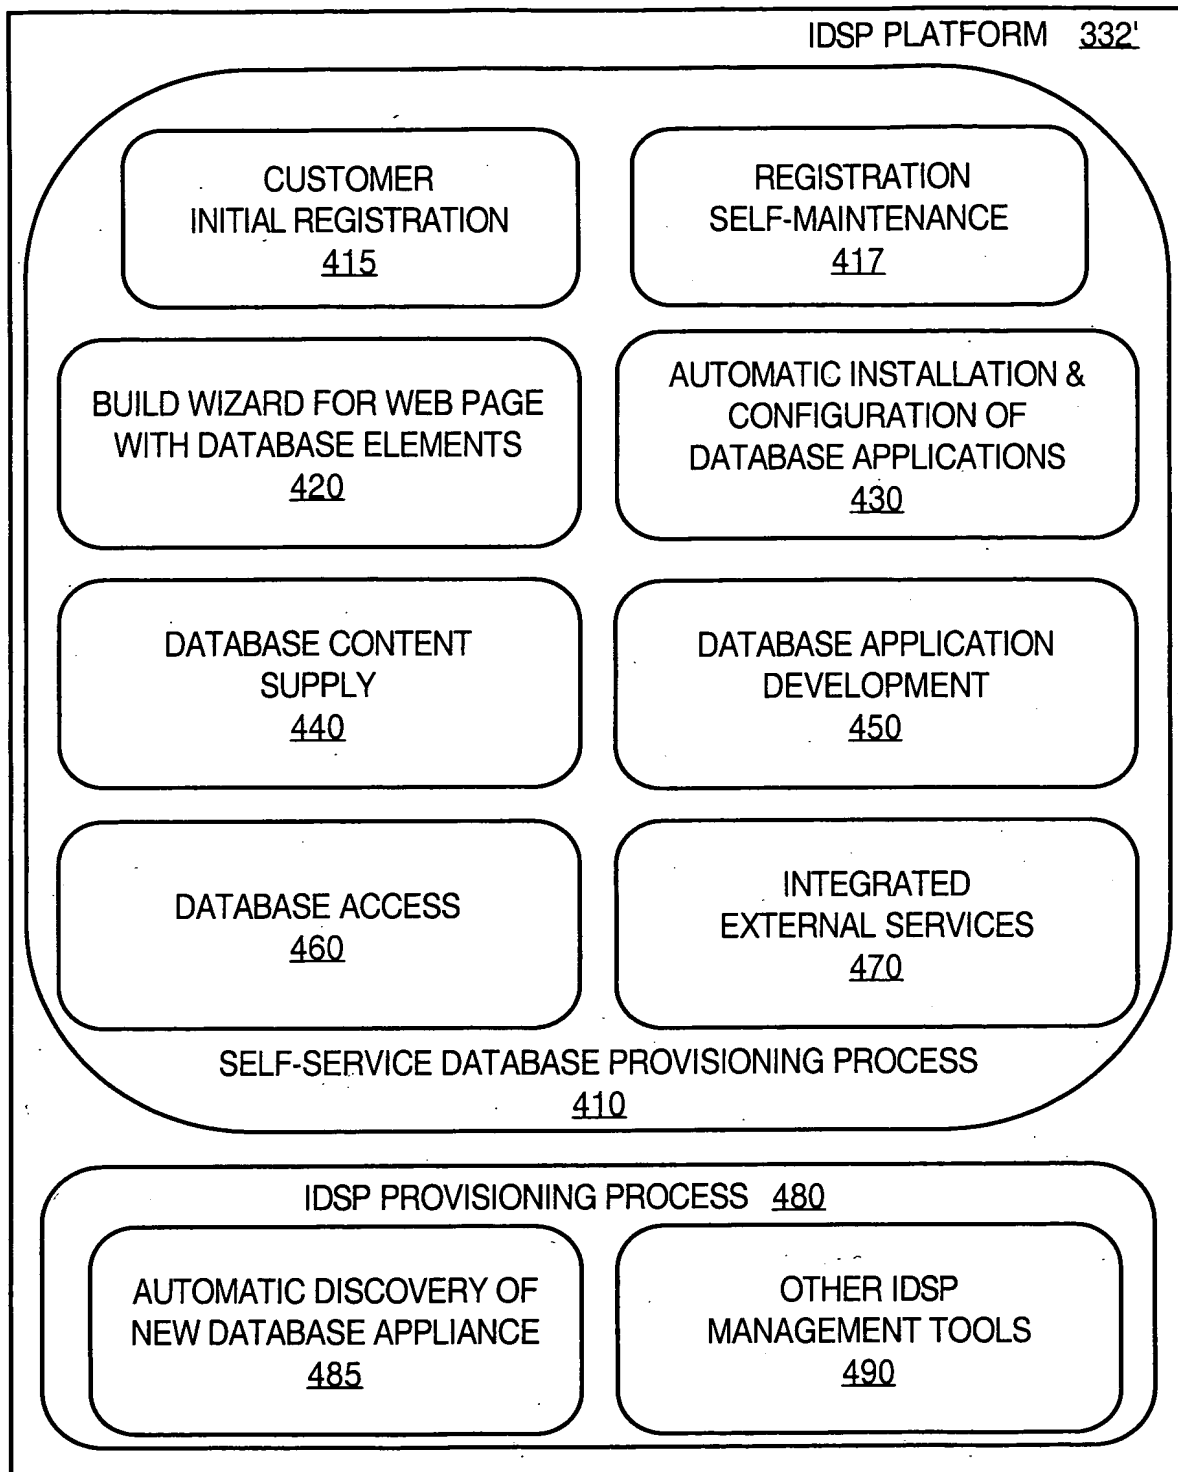 IDSP PLATFORM 332'
CUSTOMER
INITIAL REGISTRATION
415
REGISTRATION
SELF-MAINTENANCE
417
BUILD WIZARD FOR WEB PAGE
WITH DATABASE ELEMENTS
420
AUTOMATIC INSTALLATION &
CONFIGURATION OF
DATABASE APPLICATIONS
430
DATABASE CONTENT
SUPPLY
440
DATABASE APPLICATION
DEVELOPMENT
450
DATABASE ACCESS
460
INTEGRATED
EXTERNAL SERVICES
470
SELF-SERVICE DATABASE PROVISIONING PROCESS
410
IDSP PROVISIONING PROCESS 480
AUTOMATIC DISCOVERY OF
NEW DATABASE APPLIANCE
485
OTHER IDSP
MANAGEMENT TOOLS
490